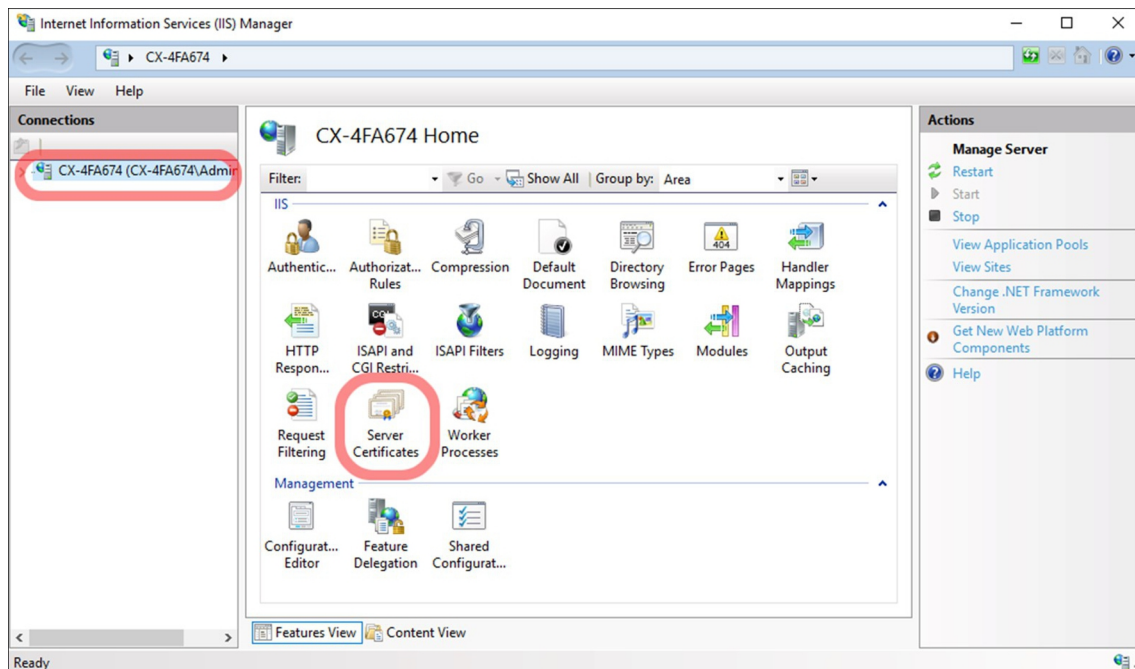 Internet Information Services (IIS) Manager
CX-4FA674
File View Help
Connections
CX-4FA674 (CX-4FA674\Admir
CX-4FA674 Home
Filter: Go Show All Group by: Area
IIS
Authentic...
Authorizat... Rules
Compression
Default Document
Directory Browsing
Error Pages
Handler Mappings
HTTP Respon...
ISAPI and CGI Restri...
ISAPI Filters
Logging
MIME Types
Modules
Output Caching
Request Filtering
Server Certificates
Worker Processes
Management
Configurat... Editor
Feature Delegation
Shared Configurat...
Features View Content View
Actions
Manage Server
Restart
Start
Stop
View Application Pools
View Sites
Change .NET Framework
Version
Get New Web Platform
Components
Help
Ready